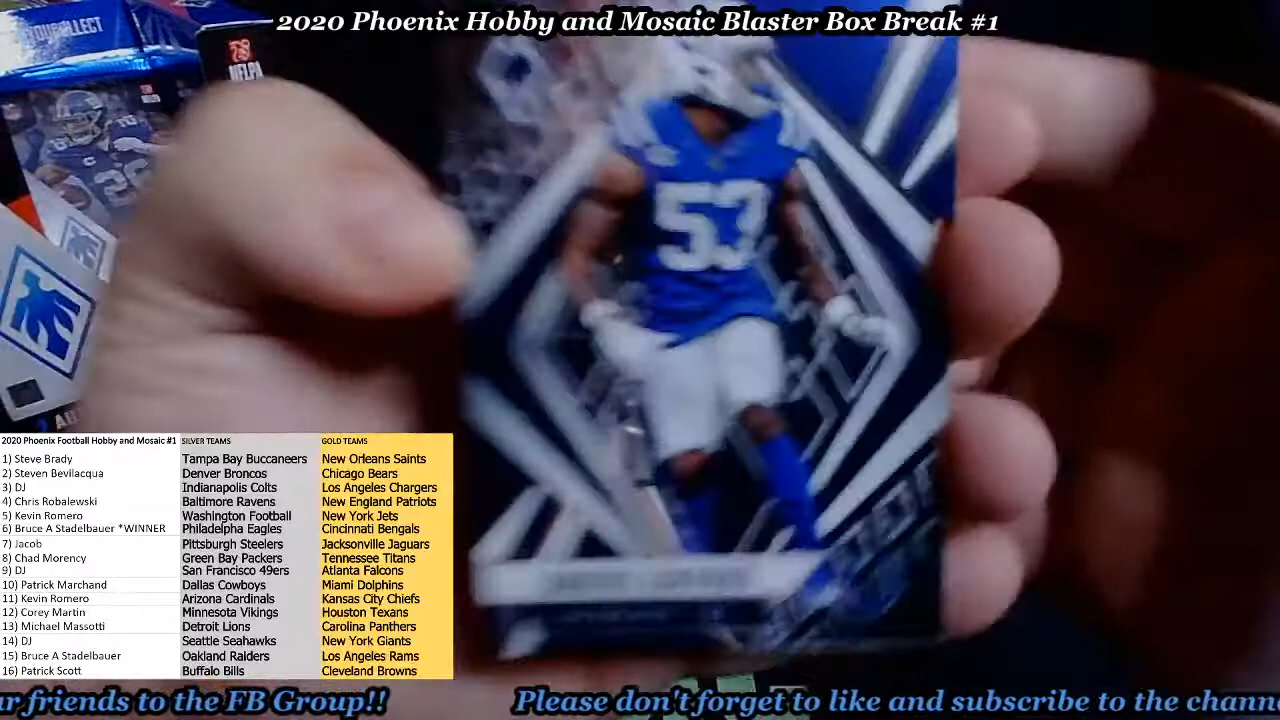 2020 Phoenix Hobby and Mosaic Blaster Box Break #1
YOU COLLECT
NFLPA
53
2020 Phoenix Football Hobby and Mosaic #1 SILVER TEAMS GOLD TEAMS
1) Steve Brady Tampa Bay Buccaneers New Orleans Saints
2) Steven Bevilacqua Denver Broncos Chicago Bears
3) DJ Indianapolis Colts Los Angeles Chargers
4) Chris Robalewski Baltimore Ravens New England Patriots
5) Kevin Romero Washington Football New York Jets
6) Bruce A Stadelbauer *WINNER Philadelpha Eagles Cincinnati Bengals
7) Jacob Pittsburgh Steelers Jacksonville Jaguars
8) Chad Morency Green Bay Packers Tennessee Titans
9) DJ San Francisco 49ers Atlanta Falcons
10) Patrick Marchand Dallas Cowboys Miami Dolphins
11) Kevin Romero Arizona Cardinals Kansas City Chiefs
12) Corey Martin Minnesota Vikings Houston Texans
13) Michael Massotti Detroit Lions Carolina Panthers
14) DJ Seattle Seahawks New York Giants
15) Bruce A Stadelbauer Oakland Raiders Los Angeles Rams
16) Patrick Scott Buffalo Bills Cleveland Browns
ur friends to the FB Group!! Please don't forget to like and subscribe to the chann